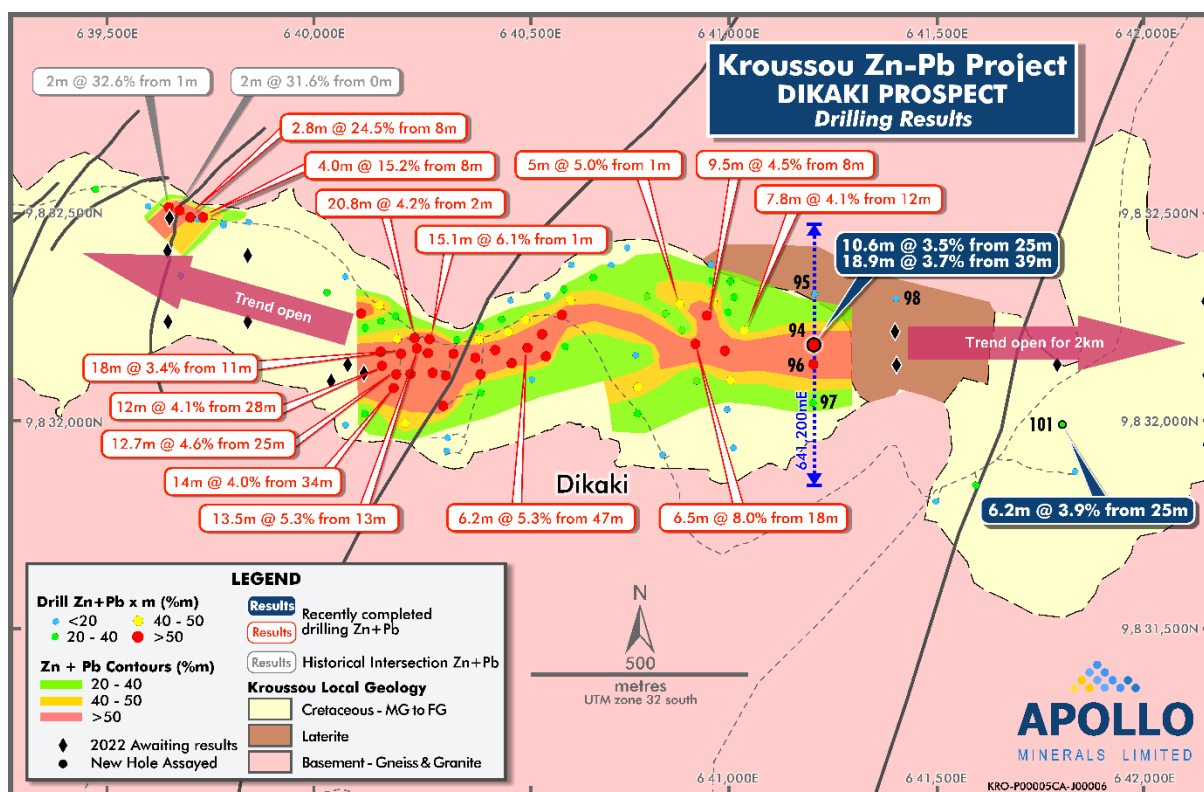 6 39,500E
6 40,000E
6 40,500E
6 41,000E
6 41,500E
6 42,000E
Kroussou Zn-Pb Project
DIKAKI PROSPECT
Drilling Results
2m @ 32.6% from 1m
2m @ 31.6% from 0m
2.8m @ 24.5% from 8m
4.0m @ 15.2% from 8m
20.8m @ 4.2% from 2m
15.1m @ 6.1% from 1m
5m @ 5.0% from 1m
9.5m @ 4.5% from 8m
7.8m @ 4.1% from 12m
9,8 32,500N
9,8 32,500N
10.6m @ 3.5% from 25m
18.9m @ 3.7% from 39m
95
98
94
96
97
Trend open
Trend open for 2km
641,200mE
18m @ 3.4% from 11m
12m @ 4.1% from 28m
12.7m @ 4.6% from 25m
14m @ 4.0% from 34m
13.5m @ 5.3% from 13m
6.2m @ 5.3% from 47m
6.5m @ 8.0% from 18m
9,8 32,000N
9,8 32,000N
101
6.2m @ 3.9% from 25m
Dikaki
LEGEND
Drill Zn+Pb x m (%m)
<20
40 - 50
20 - 40
>50
Zn + Pb Contours (%m)
20 - 40
40 - 50
>50
2022 Awaiting results
New Hole Assayed
Results
Recently completed
drilling Zn+Pb
Results
Results
Historical Intersection Zn+Pb
Kroussou Local Geology
Cretaceous - MG to FG
Laterite
Basement - Gneiss & Granite
N
500
metres
UTM zone 32 south
9,8 31,500N
APOLLO
MINERALS LIMITED
6 41,000E
6 41,500E
6 42,000E
KRO-P00005CA-J00006